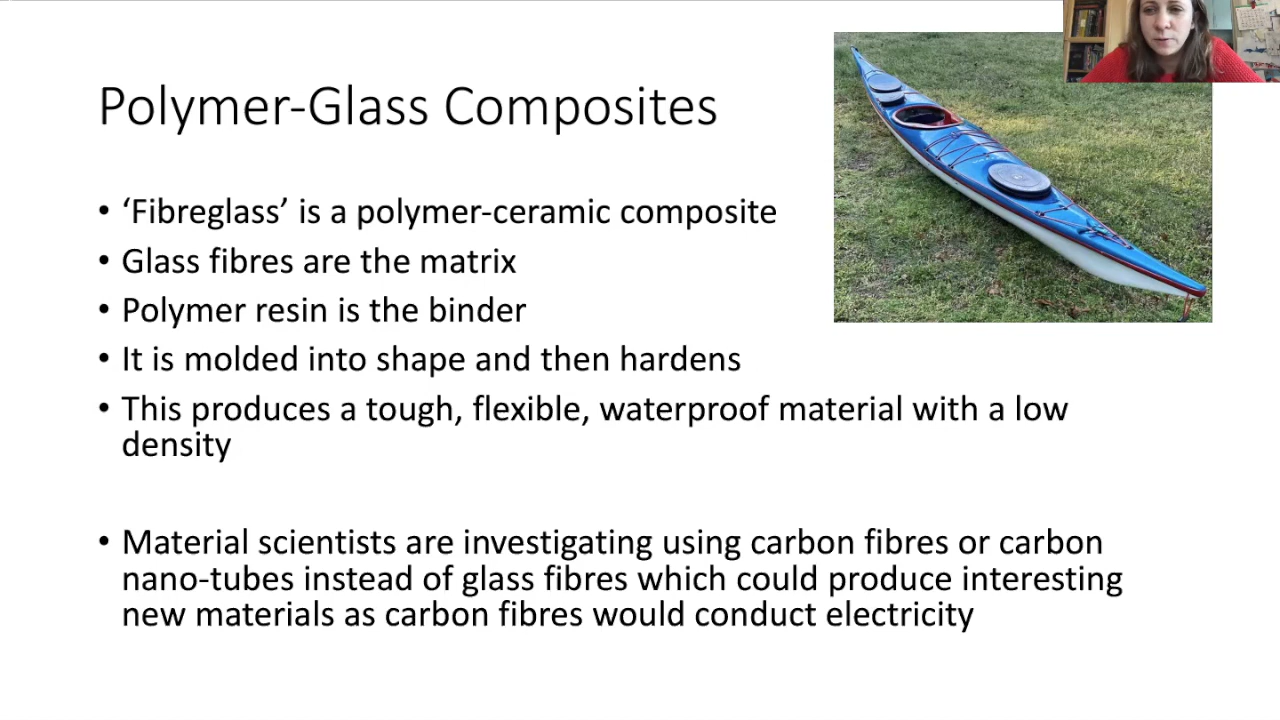 Polymer-Glass Composites
• ‘Fibreglass’ is a polymer-ceramic composite
• Glass fibres are the matrix
• Polymer resin is the binder
• It is molded into shape and then hardens
• This produces a tough, flexible, waterproof material with a low
density
• Material scientists are investigating using carbon fibres or carbon
nano-tubes instead of glass fibres which could produce interesting
new materials as carbon fibres would conduct electricity